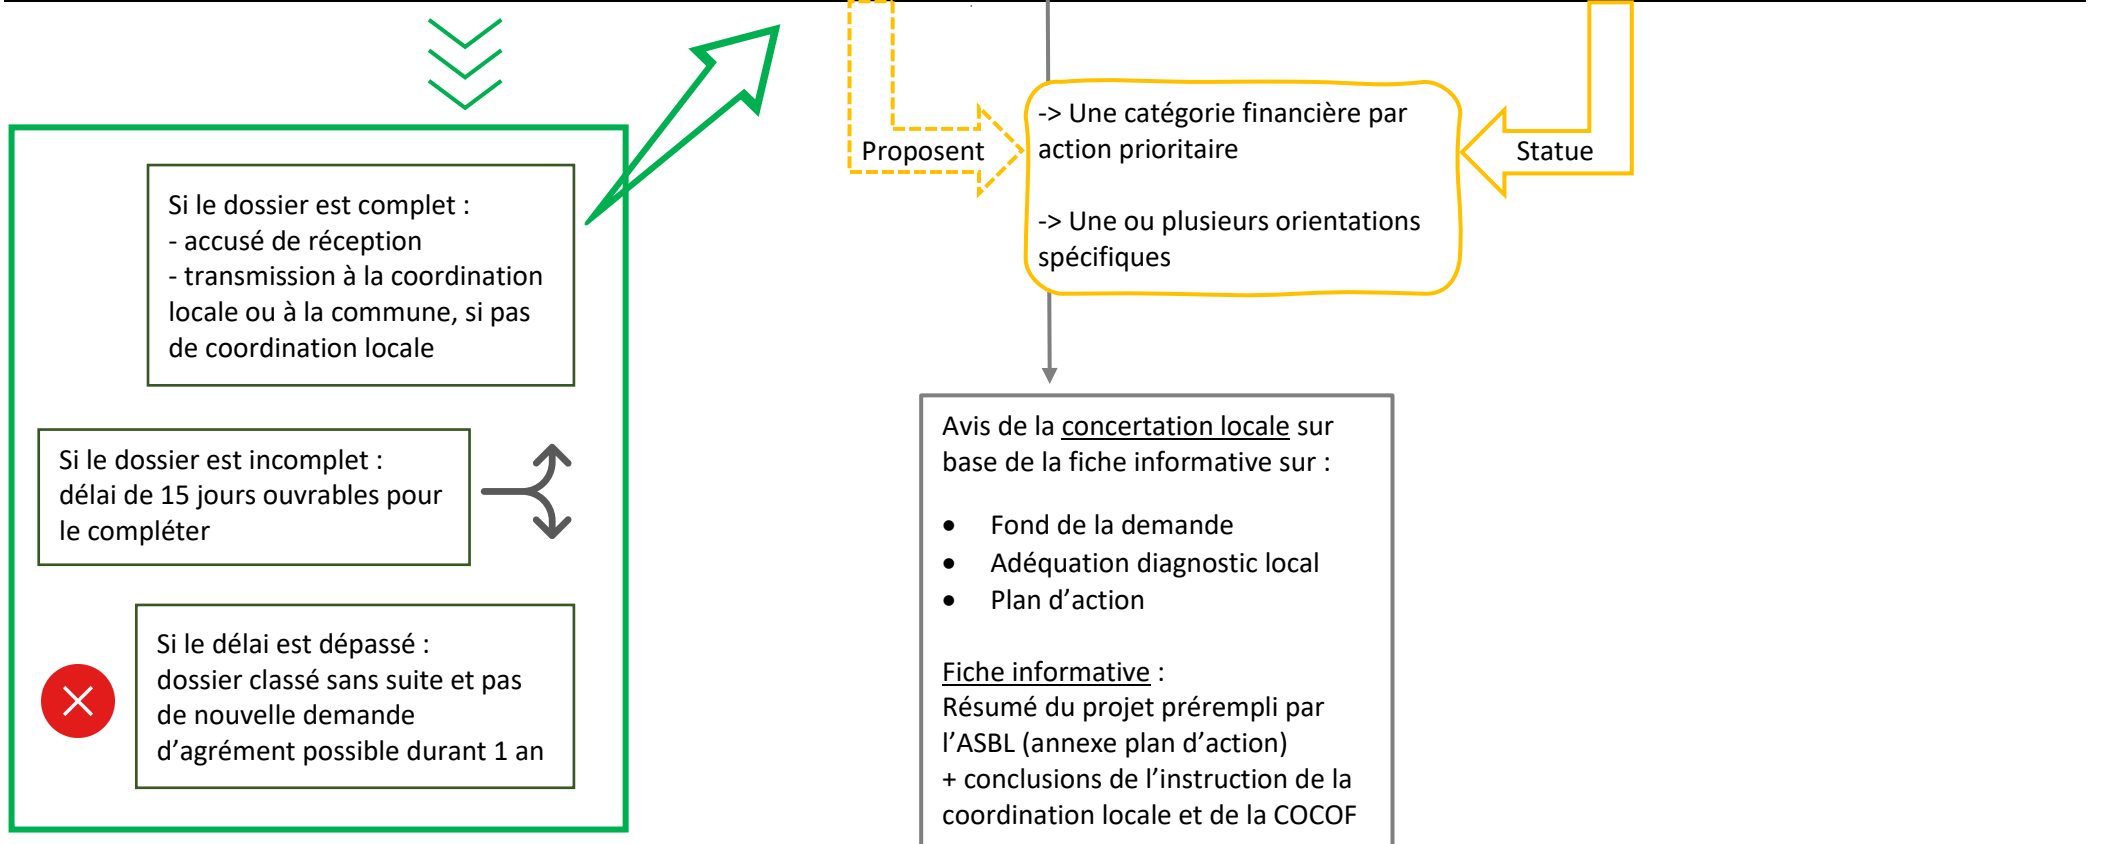 Si le dossier est complet :
- accusé de réception
- transmission à la coordination
locale ou à la commune, si pas
de coordination locale
Si le dossier est incomplet :
délai de 15 jours ouvrables pour
le compléter
Si le délai est dépassé :
dossier classé sans suite et pas
de nouvelle demande
d’agrément possible durant 1 an
Proposent
-> Une catégorie financière par
action prioritaire
-> Une ou plusieurs orientations
spécifiques
Statue
Avis de la concertation locale sur
base de la fiche informative sur :
• Fond de la demande
• Adéquation diagnostic local
• Plan d’action
Fiche informative :
Résumé du projet prérempli par
l’ASBL (annexe plan d’action)
+ conclusions de l’instruction de la
coordination locale et de la COCOF